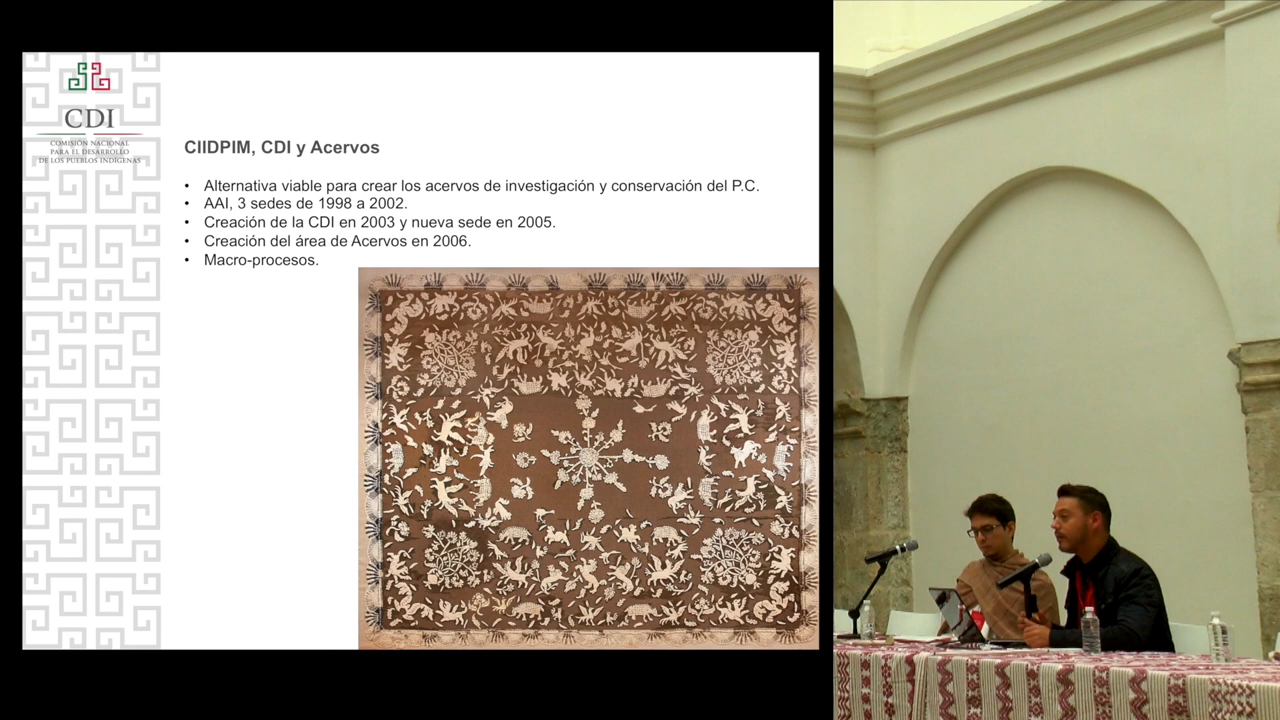 CDI
COMISIÓN NACIONAL
PARA EL DESARROLLO
DE LOS PUEBLOS INDÍGENAS
CIIDPIM, CDI y Acervos
• Alternativa viable para crear los acervos de investigación y conservación del P.C.
• AAI, 3 sedes de 1998 a 2002.
• Creación de la CDI en 2003 y nueva sede en 2005.
• Creación del área de Acervos en 2006.
• Macro-procesos.